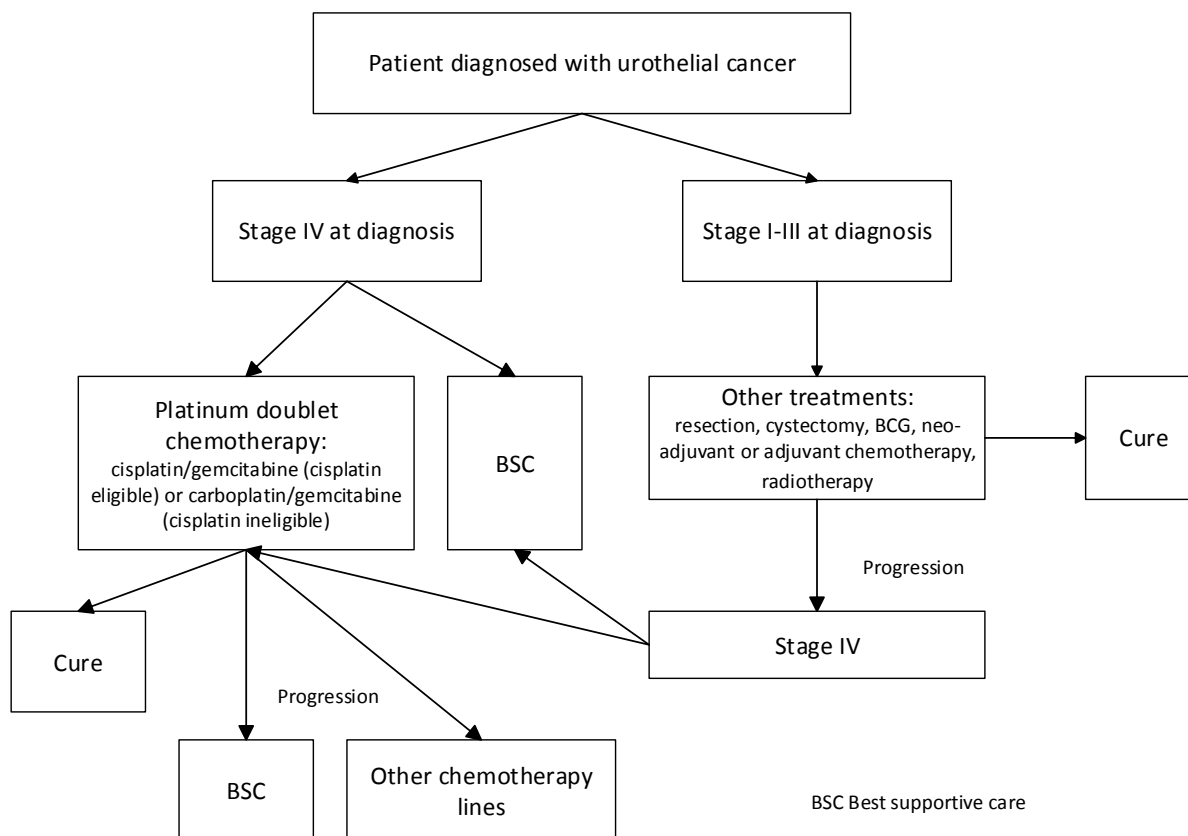 Patient diagnosed with urothelial cancer
Stage IV at diagnosis
Stage I-III at diagnosis
Platinum doublet
chemotherapy:
cisplatin/gemcitabine (cisplatin
eligible) or carboplatin/gemcitabine
(cisplatin ineligible)
BSC
Other treatments:
resection, cystectomy, BCG, neo-
adjuvant or adjuvant chemotherapy,
radiotherapy
Cure
Progression
Stage IV
Cure
Progression
BSC
Other chemotherapy
lines
BSC Best supportive care